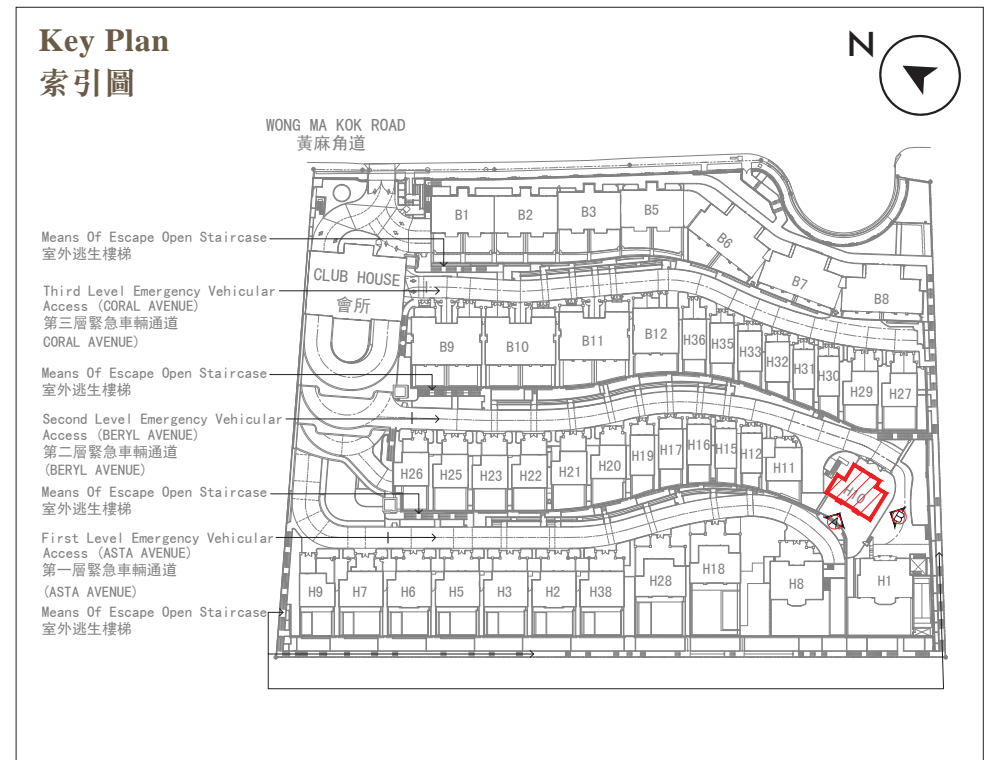 Key Plan
索引圖
N
WONG MA KOK ROAD
黃麻角道
B1
B2
B3
B5
B6
B7
B8
Means Of Escape Open Staircase
室外逃生樓梯
CLUB HOUSE
會所
Third Level Emergency Vehicular
Access (CORAL AVENUE)
第三層緊急車輛通道
CORAL AVENUE)
B9
B10
B11
B12
H36
H35
H33
H32
H31
H30
H29
H27
Means Of Escape Open Staircase
室外逃生樓梯
Second Level Emergency Vehicular
Access (BERYL AVENUE)
第二層緊急車輛通道
(BERYL AVENUE)
H26
H25
H23
H22
H21
H20
H19
H17
H16
H15
H12
H11
H10
Means Of Escape Open Staircase
室外逃生樓梯
First Level Emergency Vehicular
Access (ASTA AVENUE)
第一層緊急車輛通道
(ASTA AVENUE)
H9
H7
H6
H5
H3
H2
H38
H28
H18
H8
H1
Means Of Escape Open Staircase
室外逃生樓梯